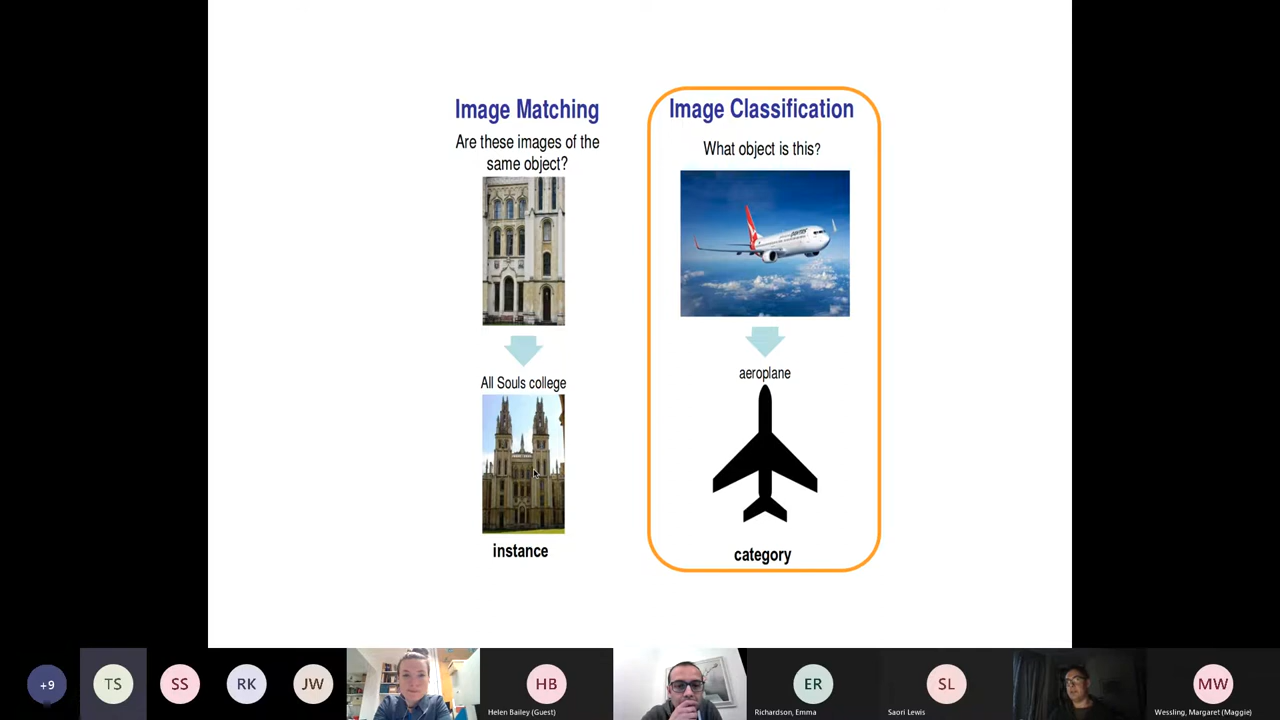 Image Matching
Are these images of the
same object?
All Souls college
instance
Image Classification
What object is this?
QANTAS
aeroplane
category
+9
TS
SS
RK
JW
HB
Helen Bailey (Guest)
ER
Richardson, Emma
SL
Saori Lewis
MW
Wessling, Margaret (Maggie)